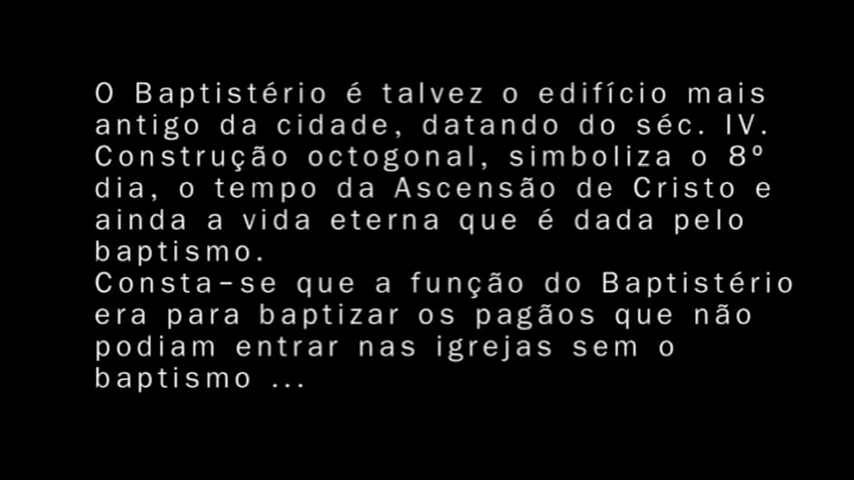 O Baptistério é talvez o edifício mais
antigo da cidade, datando do séc. IV.
Construção octogonal, simboliza o 8º
dia, o tempo da Ascensão de Cristo e
ainda a vida eterna que é dada pelo
baptismo.
Consta-se que a função do Baptistério
era para baptizar os pagãos que não
podiam entrar nas igrejas sem o
baptismo ...